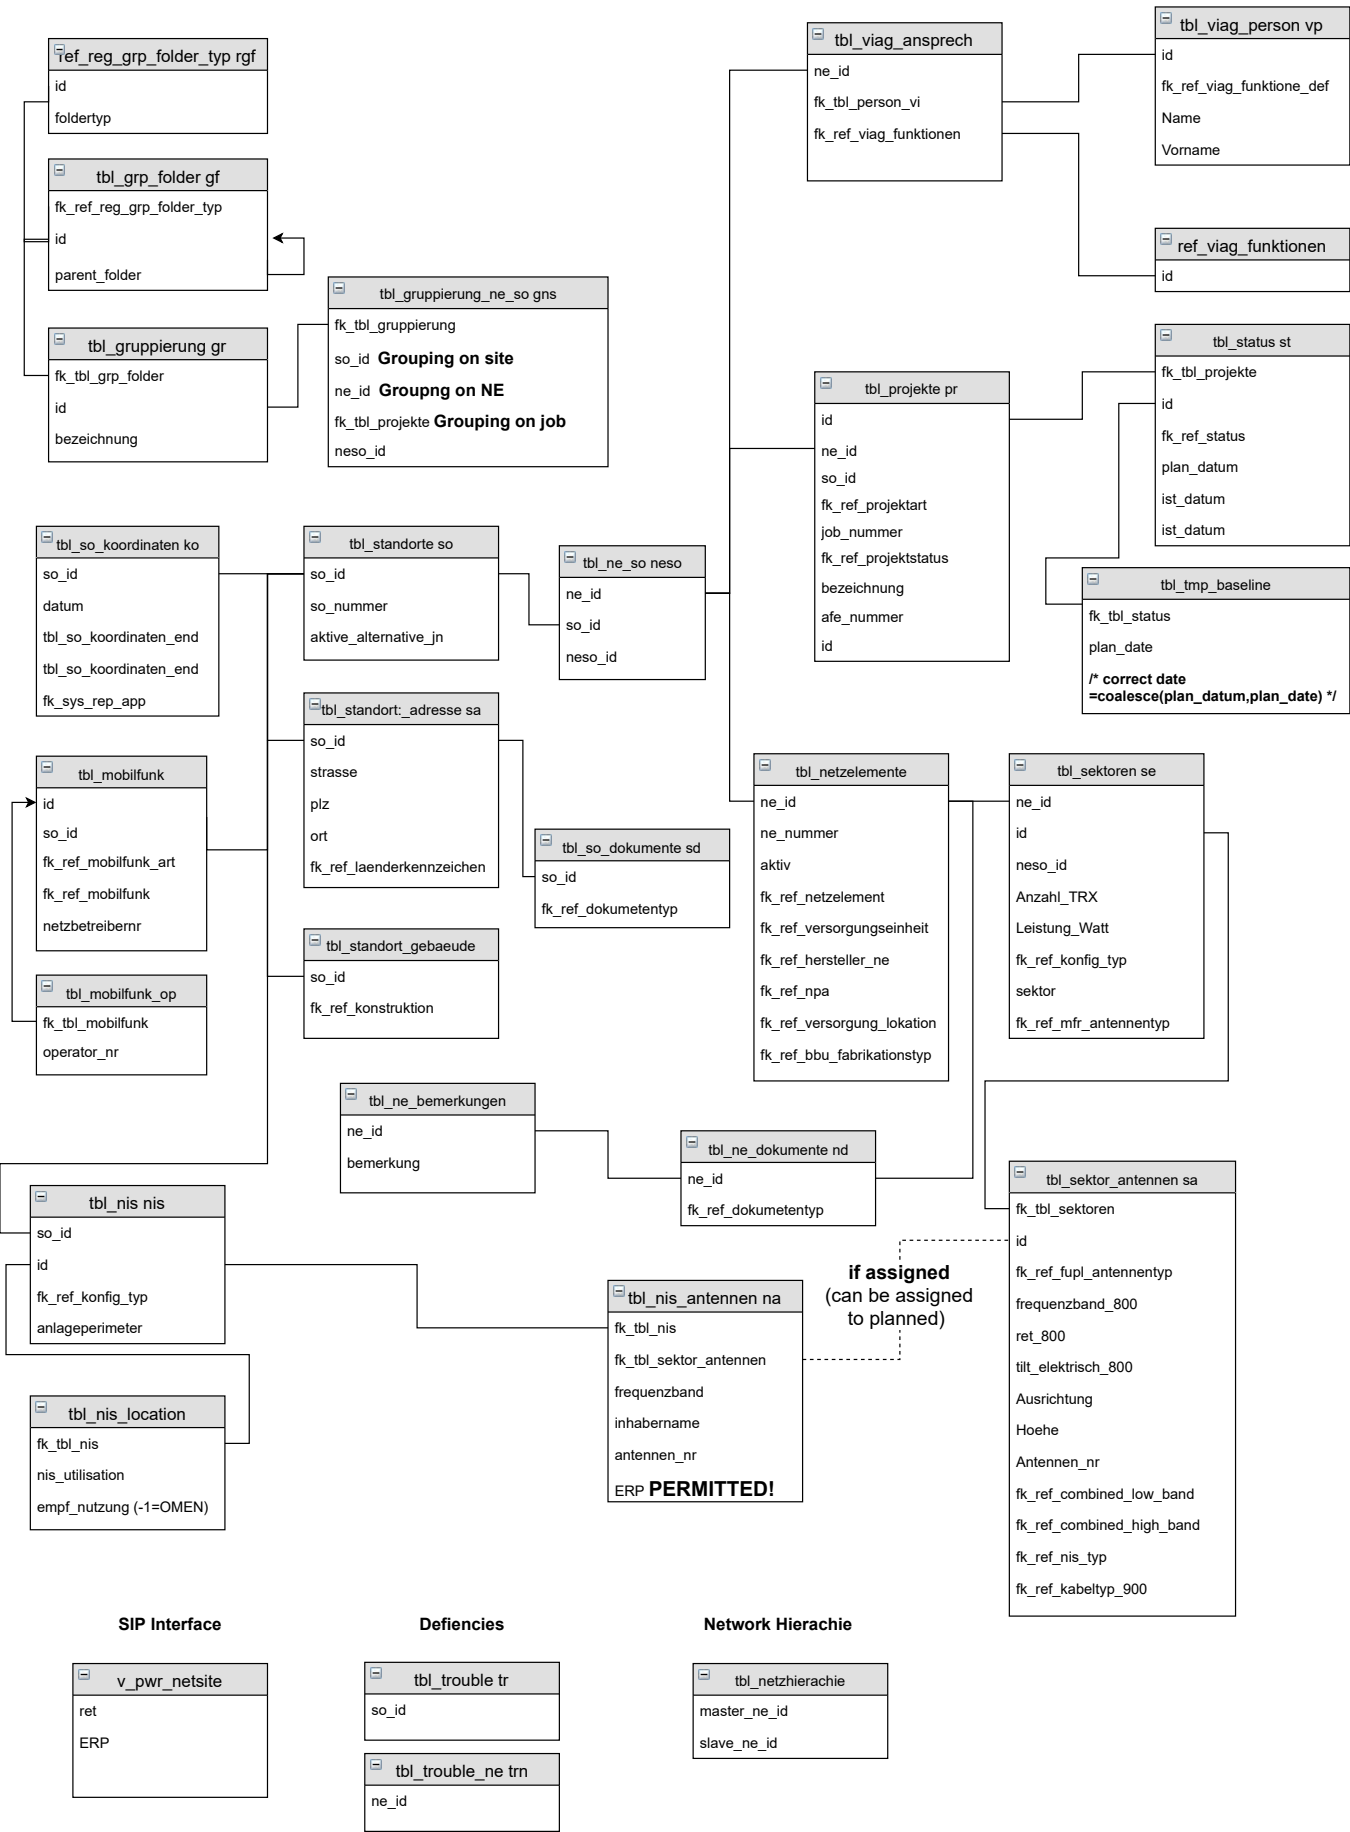 ref_reg_grp_folder_typ rgf
id
foldertyp
tbl_grp_folder gf
fk_ref_reg_grp_folder_typ
id
parent_folder
tbl_gruppierung gr
fk_tbl_grp_folder
id
bezeichnung
tbl_gruppierung_ne_so gns
fk_tbl_gruppierung
so_id Grouping on site
ne_id Groupng on NE
fk_tbl_projekte Grouping on job
neso_id
tbl_viag_ansprech
ne_id
fk_tbl_person_vi
fk_ref_viag_funktionen
tbl_viag_person vp
id
fk_ref_viag_funktione_def
Name
Vorname
ref_viag_funktionen
id
tbl_projekte pr
id
ne_id
so_id
fk_ref_projektart
job_nummer
fk_ref_projektstatus
bezeichnung
afe_nummer
id
tbl_status st
fk_tbl_projekte
id
fk_ref_status
plan_datum
ist_datum
ist_datum
tbl_tmp_baseline
fk_tbl_status
plan_date
/* correct date
=coalesce(plan_datum,plan_date) */
tbl_so_koordinaten ko
so_id
datum
tbl_so_koordinaten_end
tbl_so_koordinaten_end
fk_sys_rep_app
tbl_standorte so
so_id
so_nummer
aktive_alternative_jn
tbl_ne_so neso
ne_id
so_id
neso_id
tbl_standort:_adresse sa
so_id
strasse
plz
ort
fk_ref_laenderkennzeichen
tbl_mobilfunk
id
so_id
fk_ref_mobilfunk_art
fk_ref_mobilfunk
netzbetreibernr
tbl_so_dokumente sd
so_id
fk_ref_dokumetentyp
tbl_netzelemente
ne_id
ne_nummer
aktiv
fk_ref_netzelement
fk_ref_versorgungseinheit
fk_ref_hersteller_ne
fk_ref_npa
fk_ref_versorgung_lokation
fk_ref_bbu_fabrikationstyp
tbl_sektoren se
ne_id
id
neso_id
Anzahl_TRX
Leistung_Watt
fk_ref_konfig_typ
sektor
fk_ref_mfr_antennentyp
tbl_standort_gebaeude
so_id
fk_ref_konstruktion
tbl_mobilfunk_op
fk_tbl_mobilfunk
operator_nr
tbl_ne_bemerkungen
ne_id
bemerkung
tbl_ne_dokumente nd
ne_id
fk_ref_dokumetentyp
tbl_nis nis
so_id
id
fk_ref_konfig_typ
anlageperimeter
tbl_nis_location
fk_tbl_nis
nis_utilisation
empf_nutzung (-1=OMEN)
tbl_nis_antennen na
fk_tbl_nis
fk_tbl_sektor_antennen
frequenzband
inhabername
antennen_nr
ERP PERMITTED!
if assigned
(can be assigned
to planned)
tbl_sektor_antennen sa
fk_tbl_sektoren
id
fk_ref_fupl_antennentyp
frequenzband_800
ret_800
tilt_elektrisch_800
Ausrichtung
Hoehe
Antennen_nr
fk_ref_combined_low_band
fk_ref_combined_high_band
fk_ref_nis_typ
fk_ref_kabeltyp_900
SIP Interface
v_pwr_netsite
ret
ERP
Defiencies
tbl_trouble tr
so_id
tbl_trouble_ne trn
ne_id
Network Hierachie
tbl_netzhierachie
master_ne_id
slave_ne_id